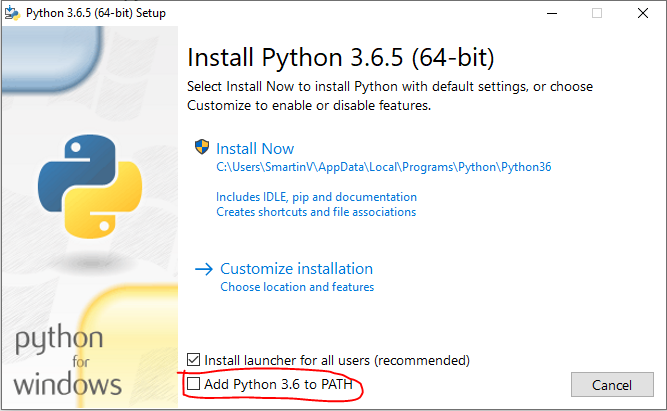 Python 3.6.5 (64-bit) Setup
Install Python 3.6.5 (64-bit)
Select Install Now to install Python with default settings, or choose
Customize to enable or disable features.
Install Now
C:\Users\SmartinV\AppData\Local\Programs\Python\Python36
Includes IDLE, pip and documentation
Creates shortcuts and file associations
Customize installation
Choose location and features
python
for
windows
Install launcher for all users (recommended)
Add Python 3.6 to PATH
Cancel